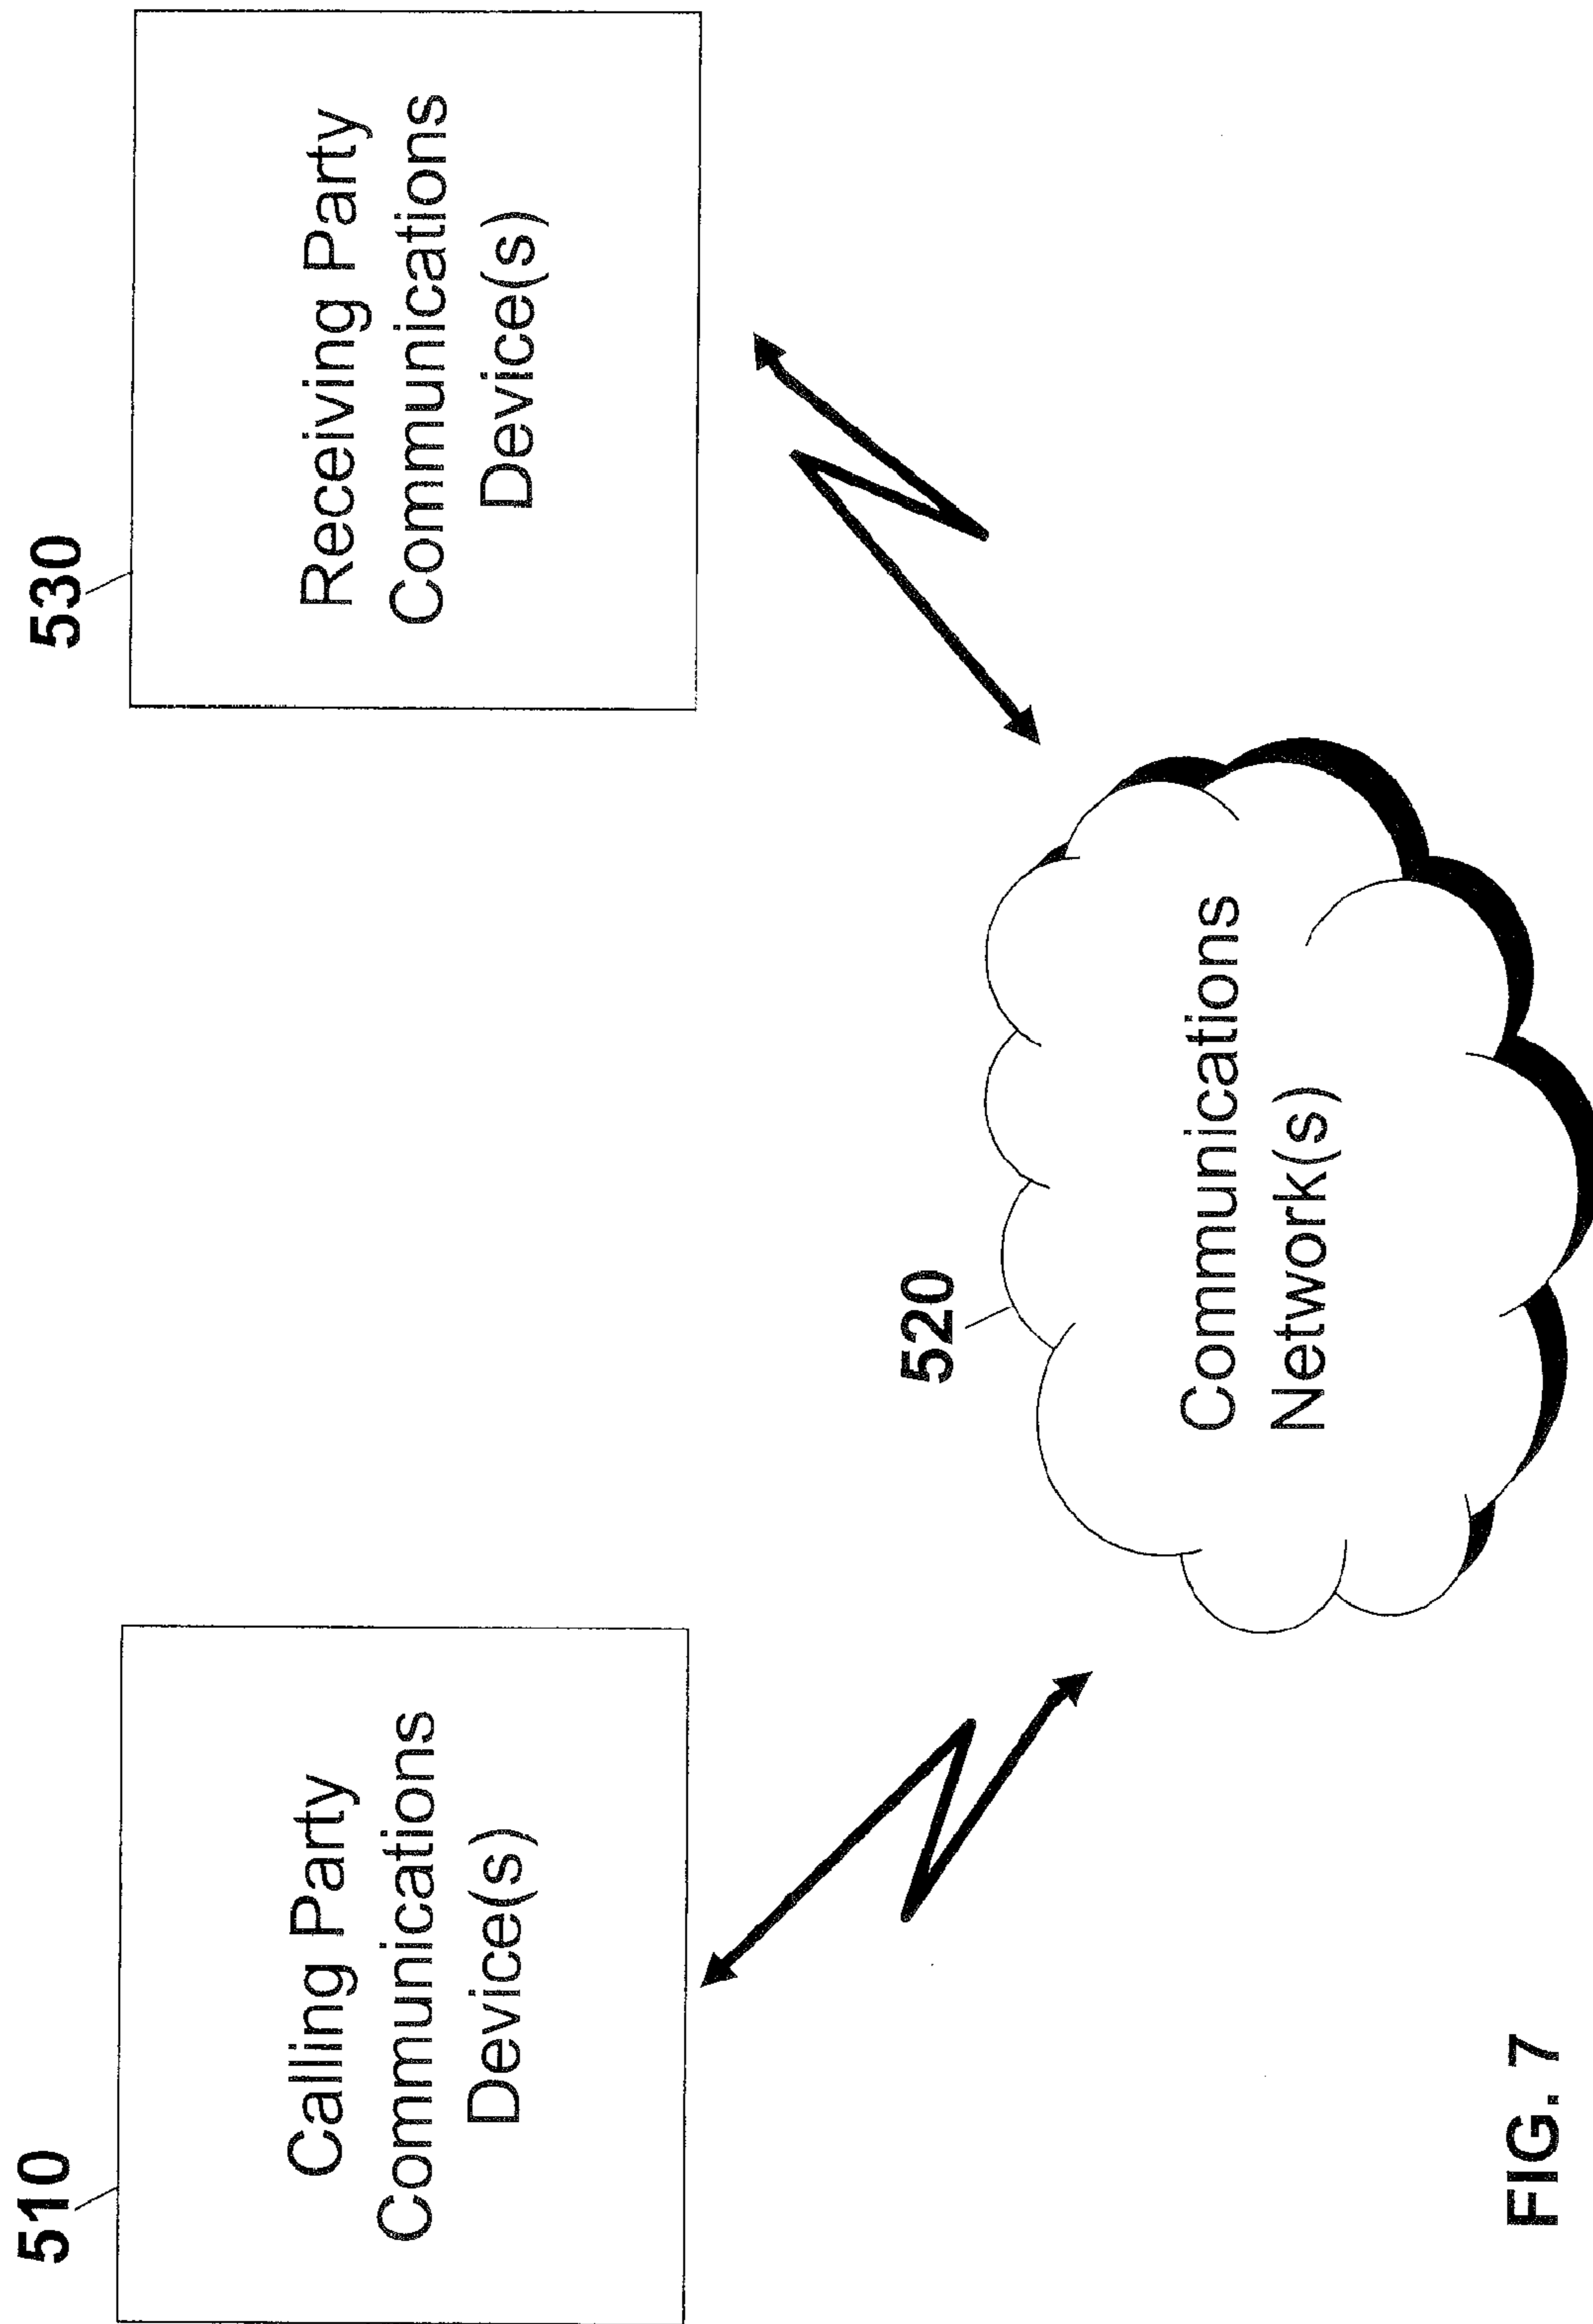 510
Calling Party
Communications
Device(s)
530
Receiving Party
Communications
Device(s)
520
Communications
Network(s)
FIG. 7